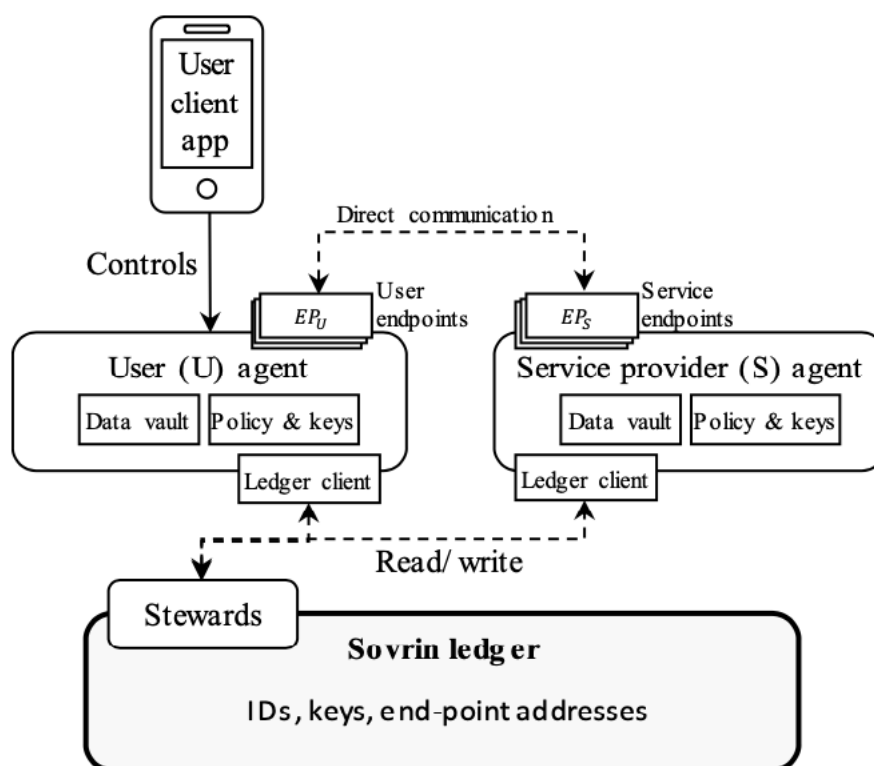 User
client
app
Direct communication
Controls
User
endpoints
Service
endpoints
EP_U
EP_S
User (U) agent
Service provider (S) agent
Data vault
Policy & keys
Data vault
Policy & keys
Ledger client
Ledger client
Read/ write
Stewards
Sovrin ledger
IDs, keys, end-point addresses